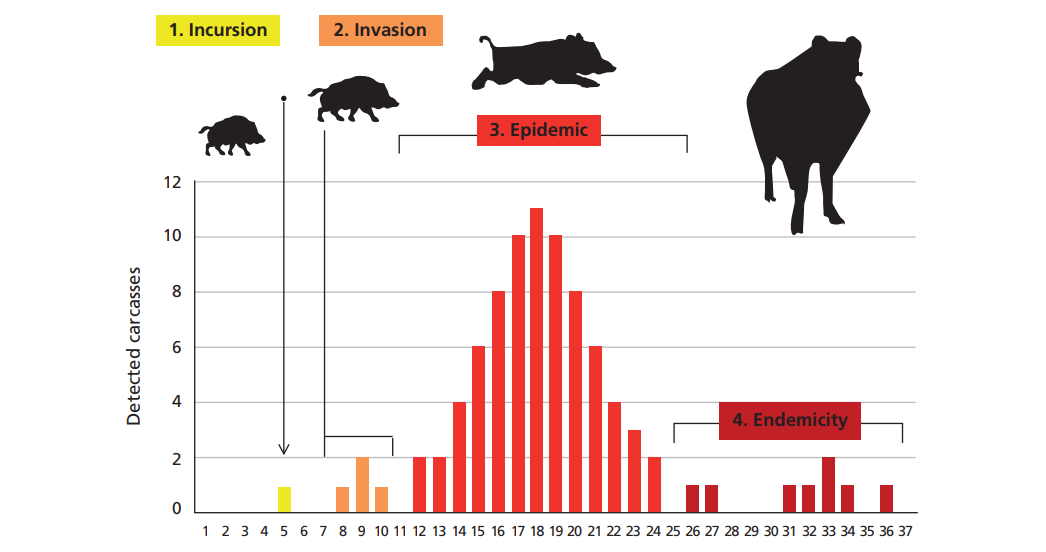 1. Incursion
2. Invasion
3. Epidemic
12
10
8
6
4
2
0
Detected carcasses
4. Endemicity
1 2 3 4 5 6 7 8 9 10 11 12 13 14 15 16 17 18 19 20 21 22 23 24 25 26 27 28 29 30 31 32 33 34 35 36 37